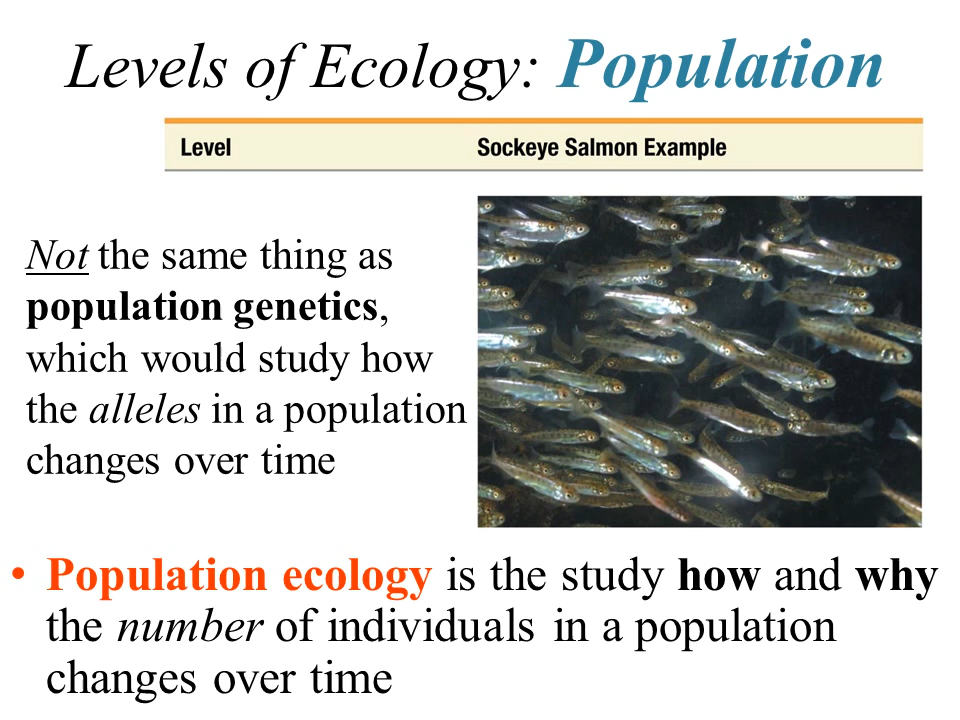 Levels of Ecology: Population
Level Sockeye Salmon Example
Not the same thing as
population genetics,
which would study how
the alleles in a population
changes over time
• Population ecology is the study how and why
the number of individuals in a population
changes over time